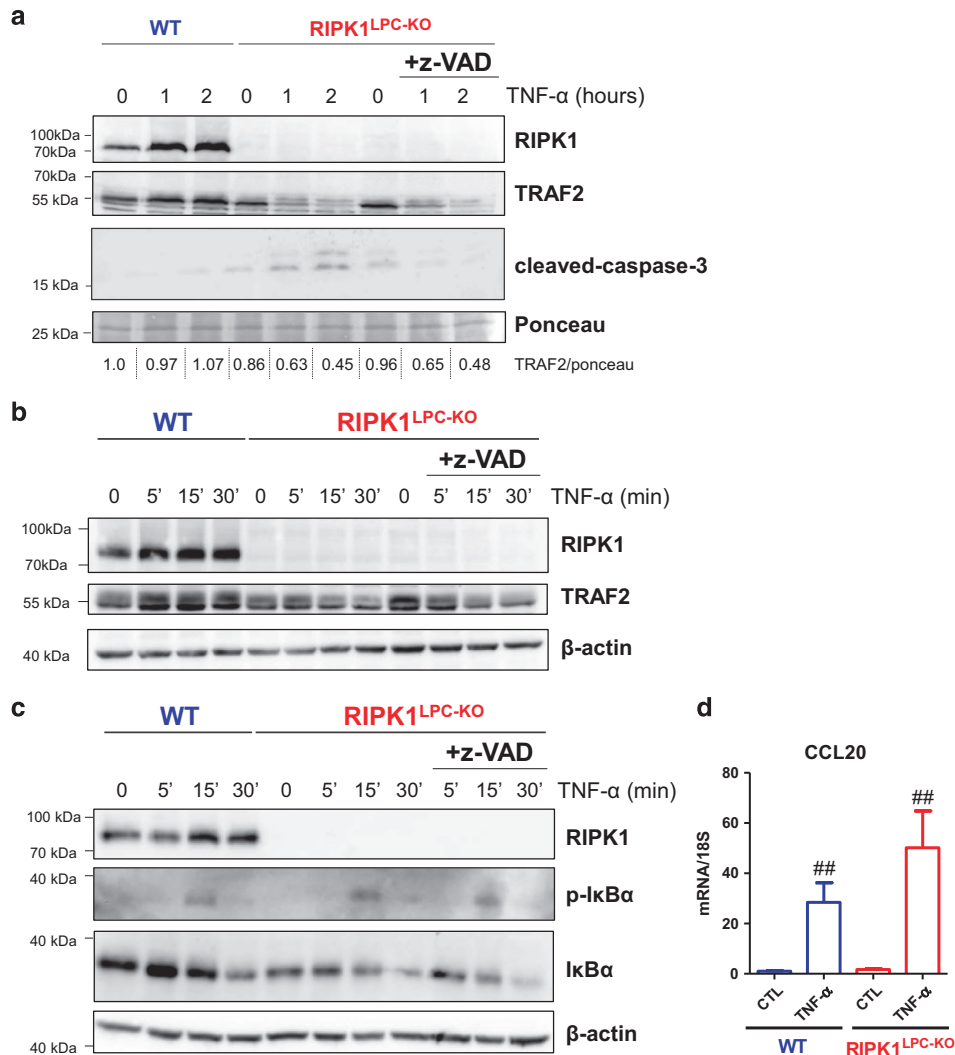 a
WT RIPK1LPC-KO
+z-VAD
0 1 2 0 1 2 0 1 2 TNF-α (hours)
100kDa
70kDa
RIPK1
70kDa
55 kDa
TRAF2
15 kDa
cleaved-caspase-3
25 kDa
Ponceau
1.0 0.97 1.07 0.86 0.63 0.45 0.96 0.65 0.48 TRAF2/ponceau
b
WT RIPK1LPC-KO
+z-VAD
0 5' 15' 30' 0 5' 15' 30' 0 5' 15' 30' TNF-α (min)
100kDa
70kDa
RIPK1
55 kDa
TRAF2
40 kDa
β-actin
c
WT RIPK1LPC-KO
+z-VAD
0 5' 15' 30' 0 5' 15' 30' 5' 15' 30' TNF-α (min)
100 kDa
70 kDa
RIPK1
40 kDa
p-IκBα
40 kDa
IκBα
40 kDa
β-actin
d
CCL20
mRNA/18S
80
60
40
20
0
##
##
CTL TNF-α CTL TNF-α
WT RIPK1LPC-KO